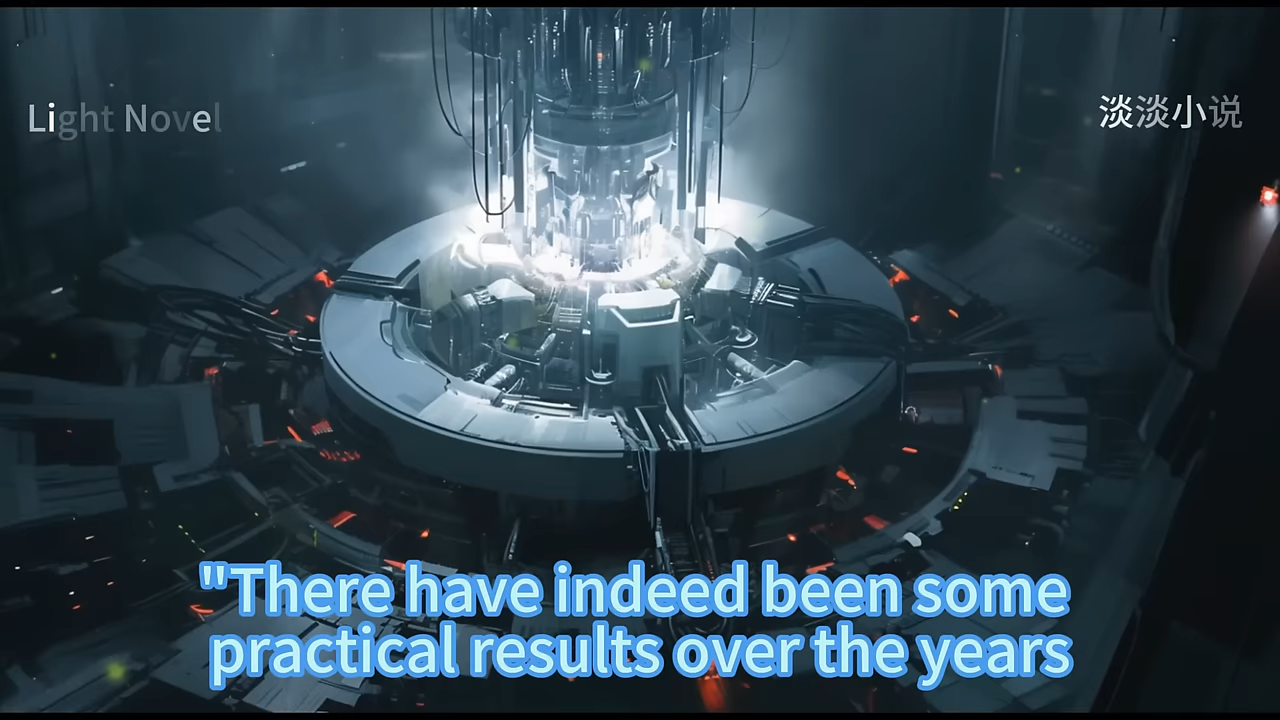 Light Novel
淡淡小说
"There have indeed been some
practical results over the years